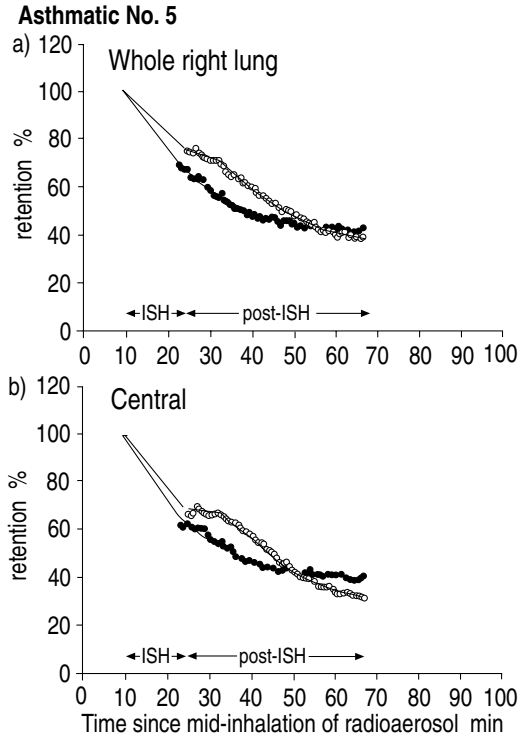 Asthmatic No. 5
a)
Whole right lung
120
100
80
60
40
20
0
retention %
ISH
post-ISH
0 10 20 30 40 50 60 70 80 90 100
b)
Central
120
100
80
60
40
20
0
retention %
ISH
post-ISH
0 10 20 30 40 50 60 70 80 90 100
Time since mid-inhalation of radioaerosol min